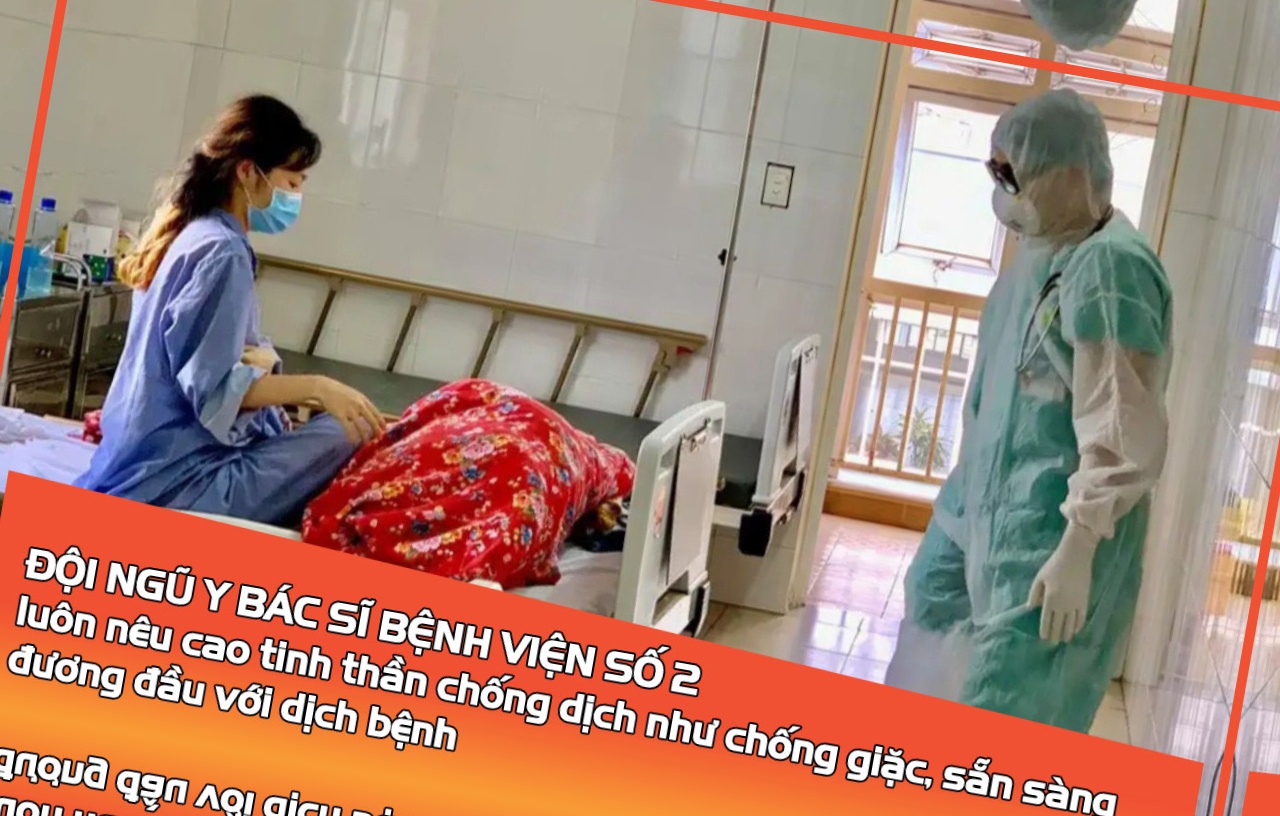 ĐỘI NGŨ Y BÁC SĨ BỆNH VIỆN SỐ 2
luôn nêu cao tinh thần chống dịch như chống giặc, sẵn sàng
đương đầu với dịch bệnh